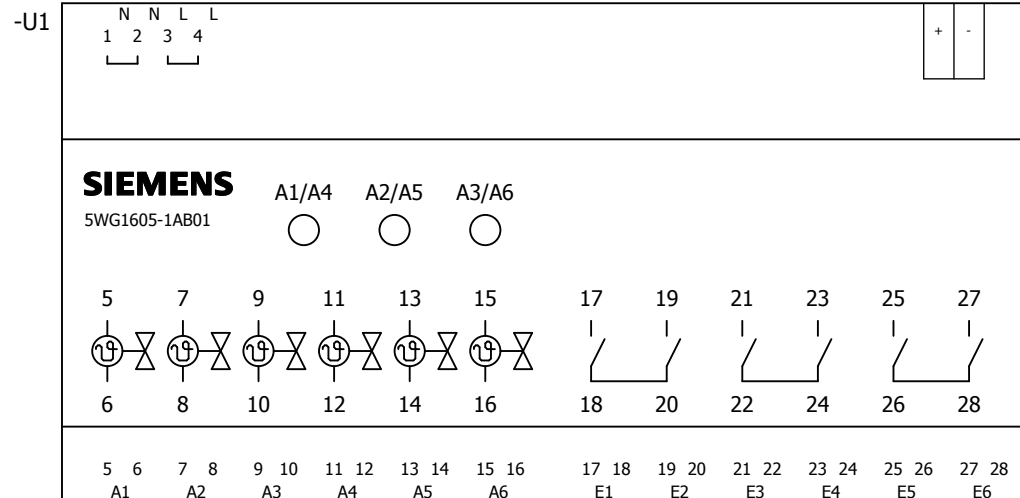 -U1
N N L L
1 2 3 4
+ -
SIEMENS
5WG1605-1AB01
A1/A4 A2/A5 A3/A6
5 7 9 11 13 15 17 19 21 23 25 27
6 8 10 12 14 16 18 20 22 24 26 28
5 6 7 8 9 10 11 12 13 14 15 16 17 18 19 20 21 22 23 24 25 26 27 28
A1 A2 A3 A4 A5 A6 E1 E2 E3 E4 E5 E6